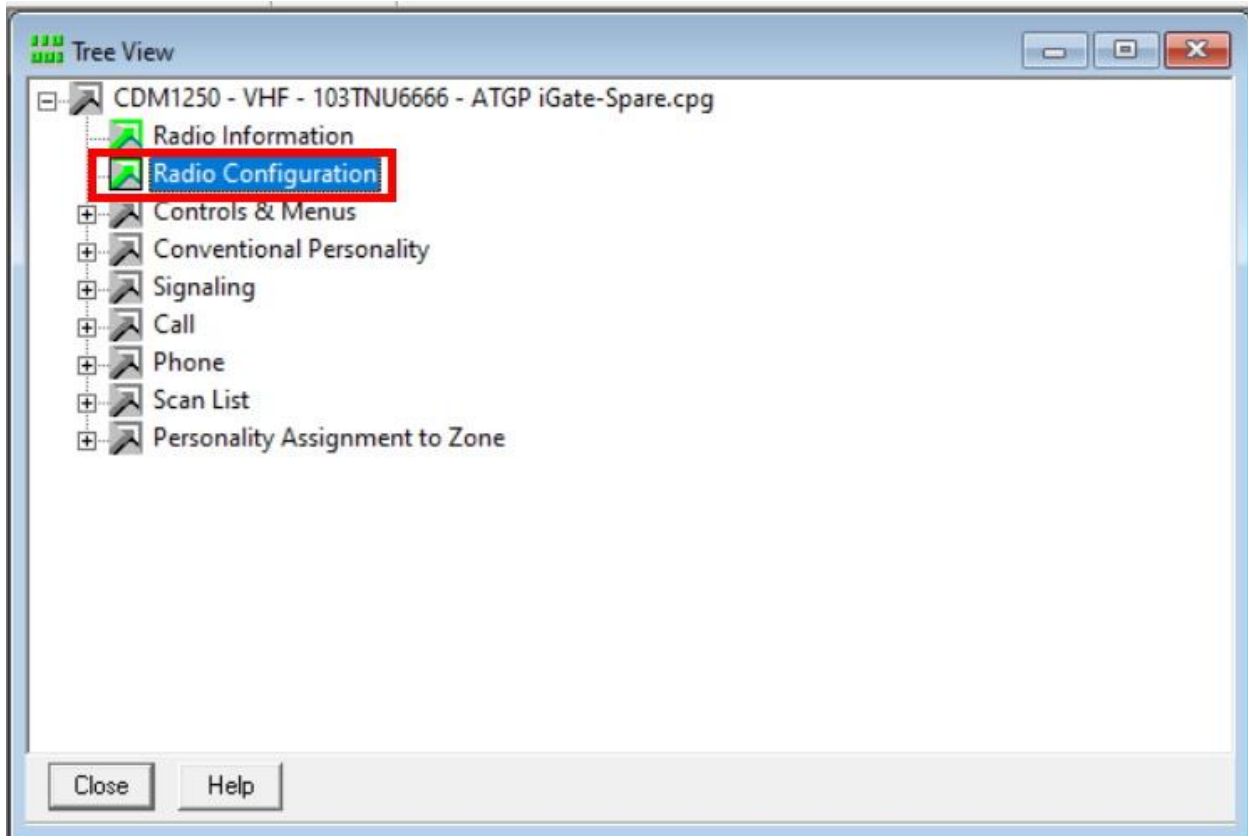 Tree View
CDM1250 - VHF - 103TNU6666 - ATGP iGate-Spare.cpg
Radio Information
Radio Configuration
Controls & Menus
Conventional Personality
Signaling
Call
Phone
Scan List
Personality Assignment to Zone
Close Help